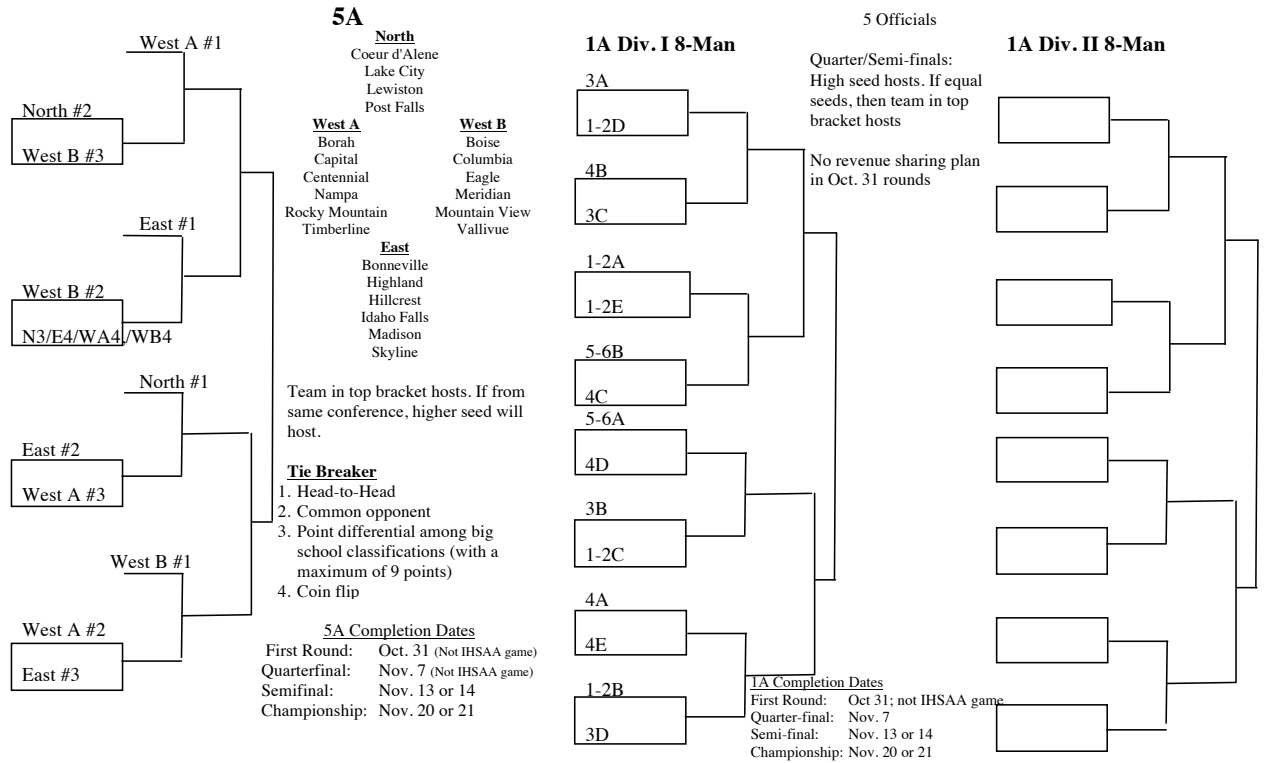 5A
West A #1
North #2
West B #3
East #1
West B #2
N3/E4/WA4./WB4
North #1
East #2
West A #3
West B #1
West A #2
East #3
North
Coeur d'Alene
Lake City
Lewiston
Post Falls
West A
Borah
Capital
Centennial
Nampa
Rocky Mountain
Timberline
West B
Boise
Columbia
Eagle
Meridian
Mountain View
Vallivue
East
Bonneville
Highland
Hillcrest
Idaho Falls
Madison
Skyline
Team in top bracket hosts. If from
same conference, higher seed will
host.
Tie Breaker
1. Head-to-Head
2. Common opponent
3. Point differential among big
school classifications (with a
maximum of 9 points)
4. Coin flip
5A Completion Dates
First Round: Oct. 31 (Not IHSAA game)
Quarterfinal: Nov. 7 (Not IHSAA game)
Semifinal: Nov. 13 or 14
Championship: Nov. 20 or 21
1A Div. I 8-Man
3A
1-2D
4B
3C
1-2A
1-2E
5-6B
4C
5-6A
4D
3B
1-2C
4A
4E
1-2B
3D
5 Officials
Quarter/Semi-finals:
High seed hosts. If equal
seeds, then team in top
bracket hosts
No revenue sharing plan
in Oct. 31 rounds
1A Completion Dates
First Round: Oct 31; not IHSAA game
Quarter-final: Nov. 7
Semi-final: Nov. 13 or 14
Championship: Nov. 20 or 21
1A Div. II 8-Man